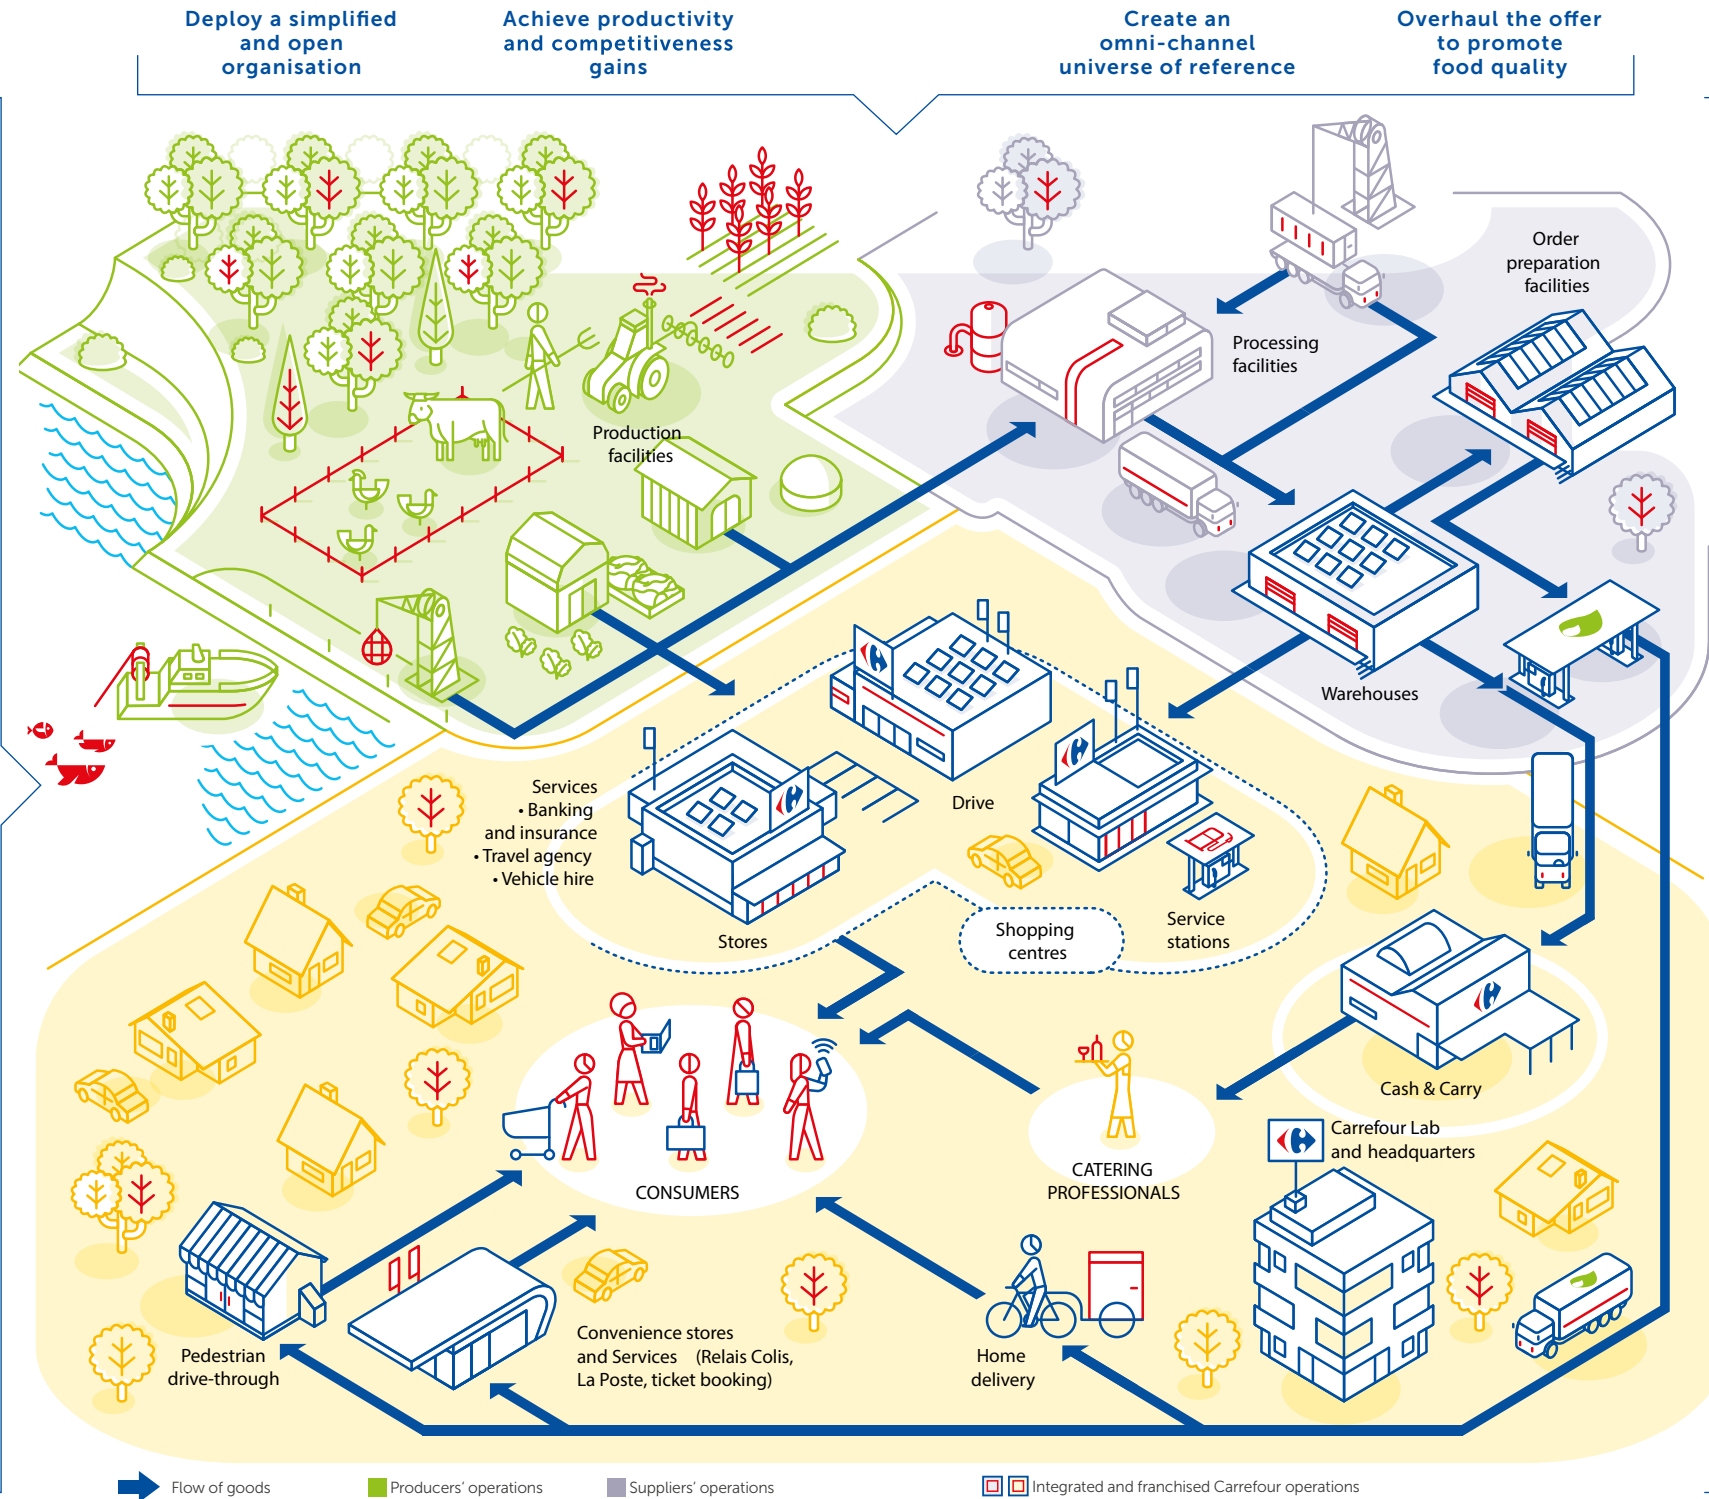 Deploy a simplified
and open
organisation
Achieve productivity
and competitiveness
gains
Create an
omni-channel
universe of reference
Overhaul the offer
to promote
food quality
Order
preparation
facilities
Processing
facilities
Production
facilities
Warehouses
Services
• Banking
and insurance
• Travel agency
• Vehicle hire
Drive
Stores
Shopping
centres
Service
stations
Cash & Carry
Carrefour Lab
and headquarters
CATERING
PROFESSIONALS
CONSUMERS
Pedestrian
drive-through
Convenience stores
and Services (Relais Colis,
La Poste, ticket booking)
Home
delivery
Flow of goods
Producers' operations
Suppliers' operations
Integrated and franchised Carrefour operations